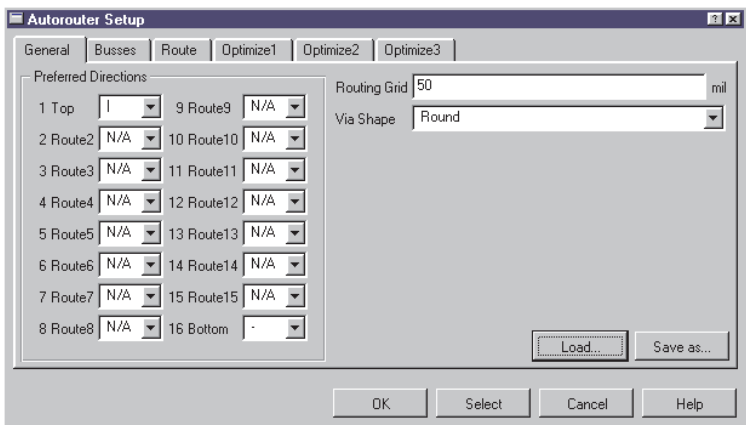 Autorouter Setup
General Busses Route Optimize1 Optimize2 Optimize3
Preferred Directions
1 Top | 9 Route9 N/A
2 Route2 N/A 10 Route10 N/A
3 Route3 N/A 11 Route11 N/A
4 Route4 N/A 12 Route12 N/A
5 Route5 N/A 13 Route13 N/A
6 Route6 N/A 14 Route14 N/A
7 Route7 N/A 15 Route15 N/A
8 Route8 N/A 16 Bottom -
Routing Grid 50 mil
Via Shape Round
Load... Save as...
OK Select Cancel Help